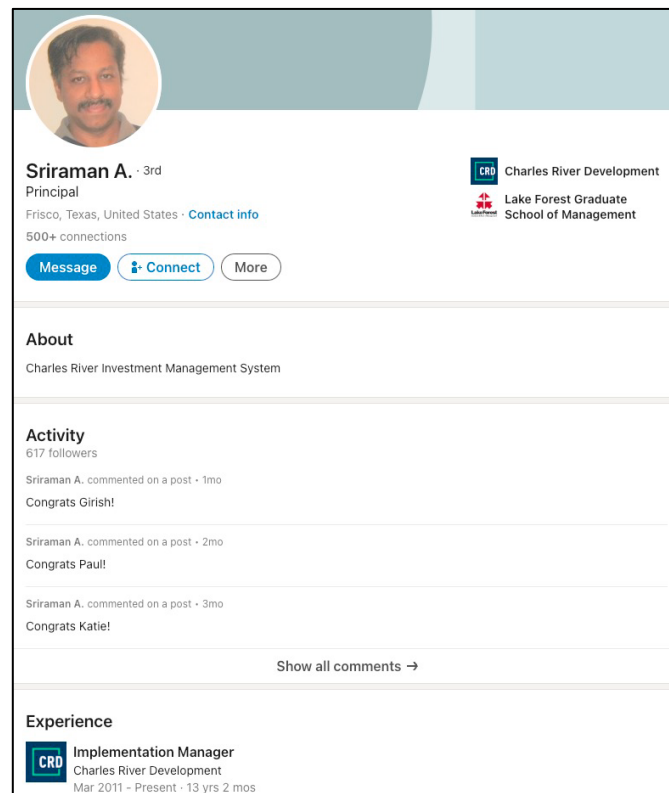 Sriraman A. · 3rd
Principal
Frisco, Texas, United States · Contact info
500+ connections
Message
Connect
More
CRD
Charles River Development
LakeForest
Lake Forest Graduate
School of Management
About
Charles River Investment Management System
Activity
617 followers
Sriraman A. commented on a post • 1mo
Congrats Girish!
Sriraman A. commented on a post • 2mo
Congrats Paul!
Sriraman A. commented on a post • 3mo
Congrats Katie!
Show all comments →
Experience
CRD
Implementation Manager
Charles River Development
Mar 2011 - Present · 13 yrs 2 mos